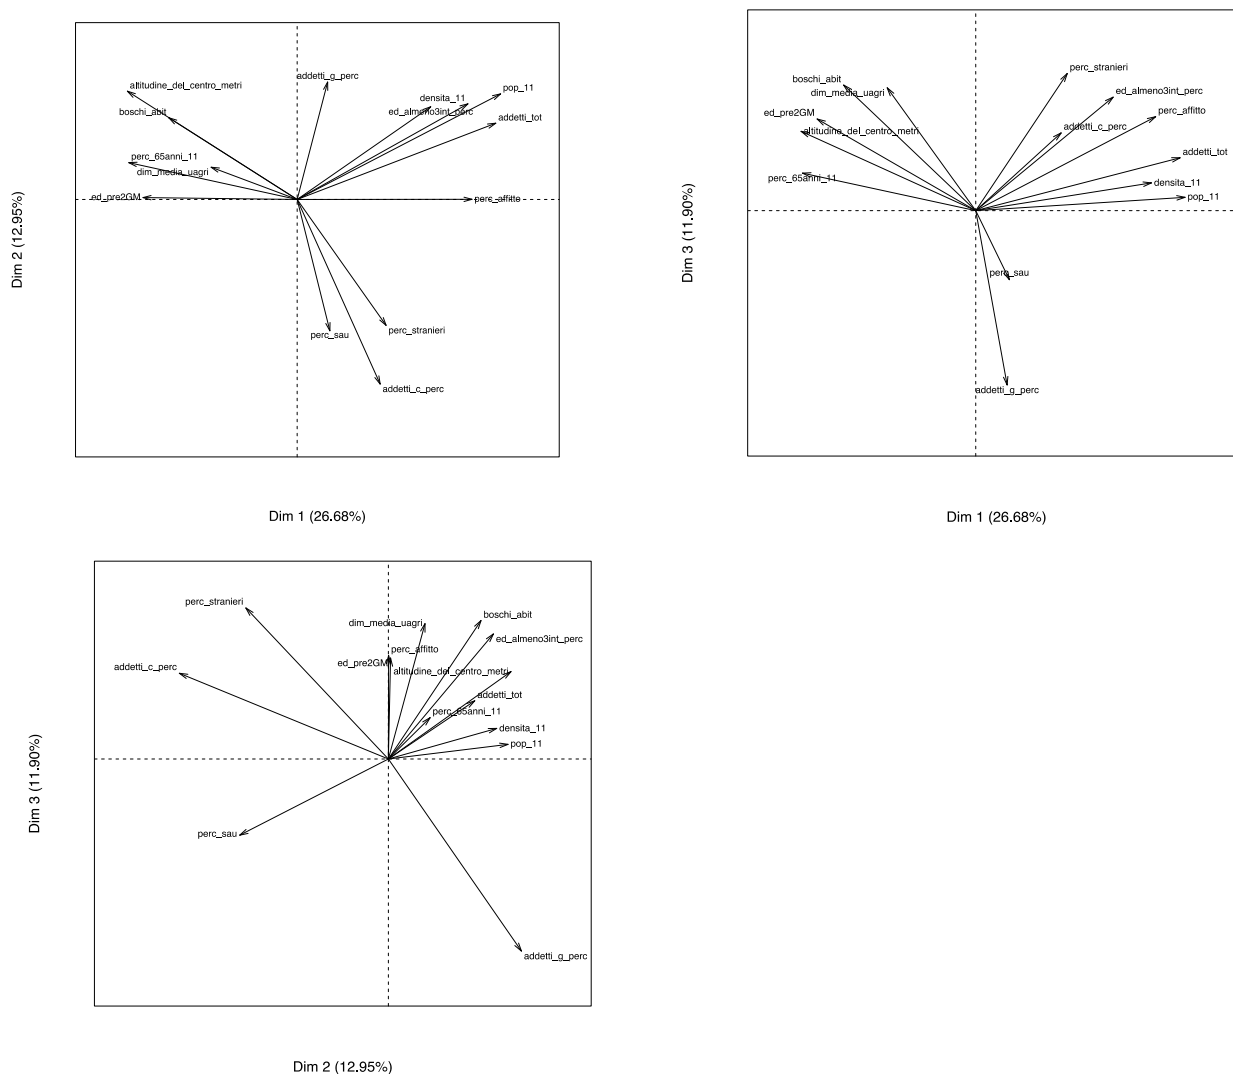 addetti_g_perc
altitudine_del_centro_metri
pop_11
densita_11
boschi_abit
ed_almeno3int_perc
addetti_tot
perc_65anni_11
dim_media_uagri
ed_pre2GM
perc_affitto
perc_stranieri
perc_sau
addetti_c_perc
Dim 2 (12.95%)
Dim 1 (26.68%)
perc_stranieri
boschi_abit
dim_media_uagri
ed_almeno3int_perc
ed_pre2GM
perc_affitto
addetti_c_perc
altitudine_del_centro_metri
addetti_tot
perc_65anni_11
densita_11
pop_11
perc_sau
addetti_g_perc
Dim 3 (11.90%)
Dim 1 (26.68%)
perc_stranieri
boschi_abit
dim_media_uagri
ed_almeno3int_perc
perc_affitto
ed_pre2GM
addetti_c_perc
altitudine_del_centro_metri
addetti_tot
perc_65anni_11
densita_11
pop_11
perc_sau
addetti_g_perc
Dim 3 (11.90%)
Dim 2 (12.95%)